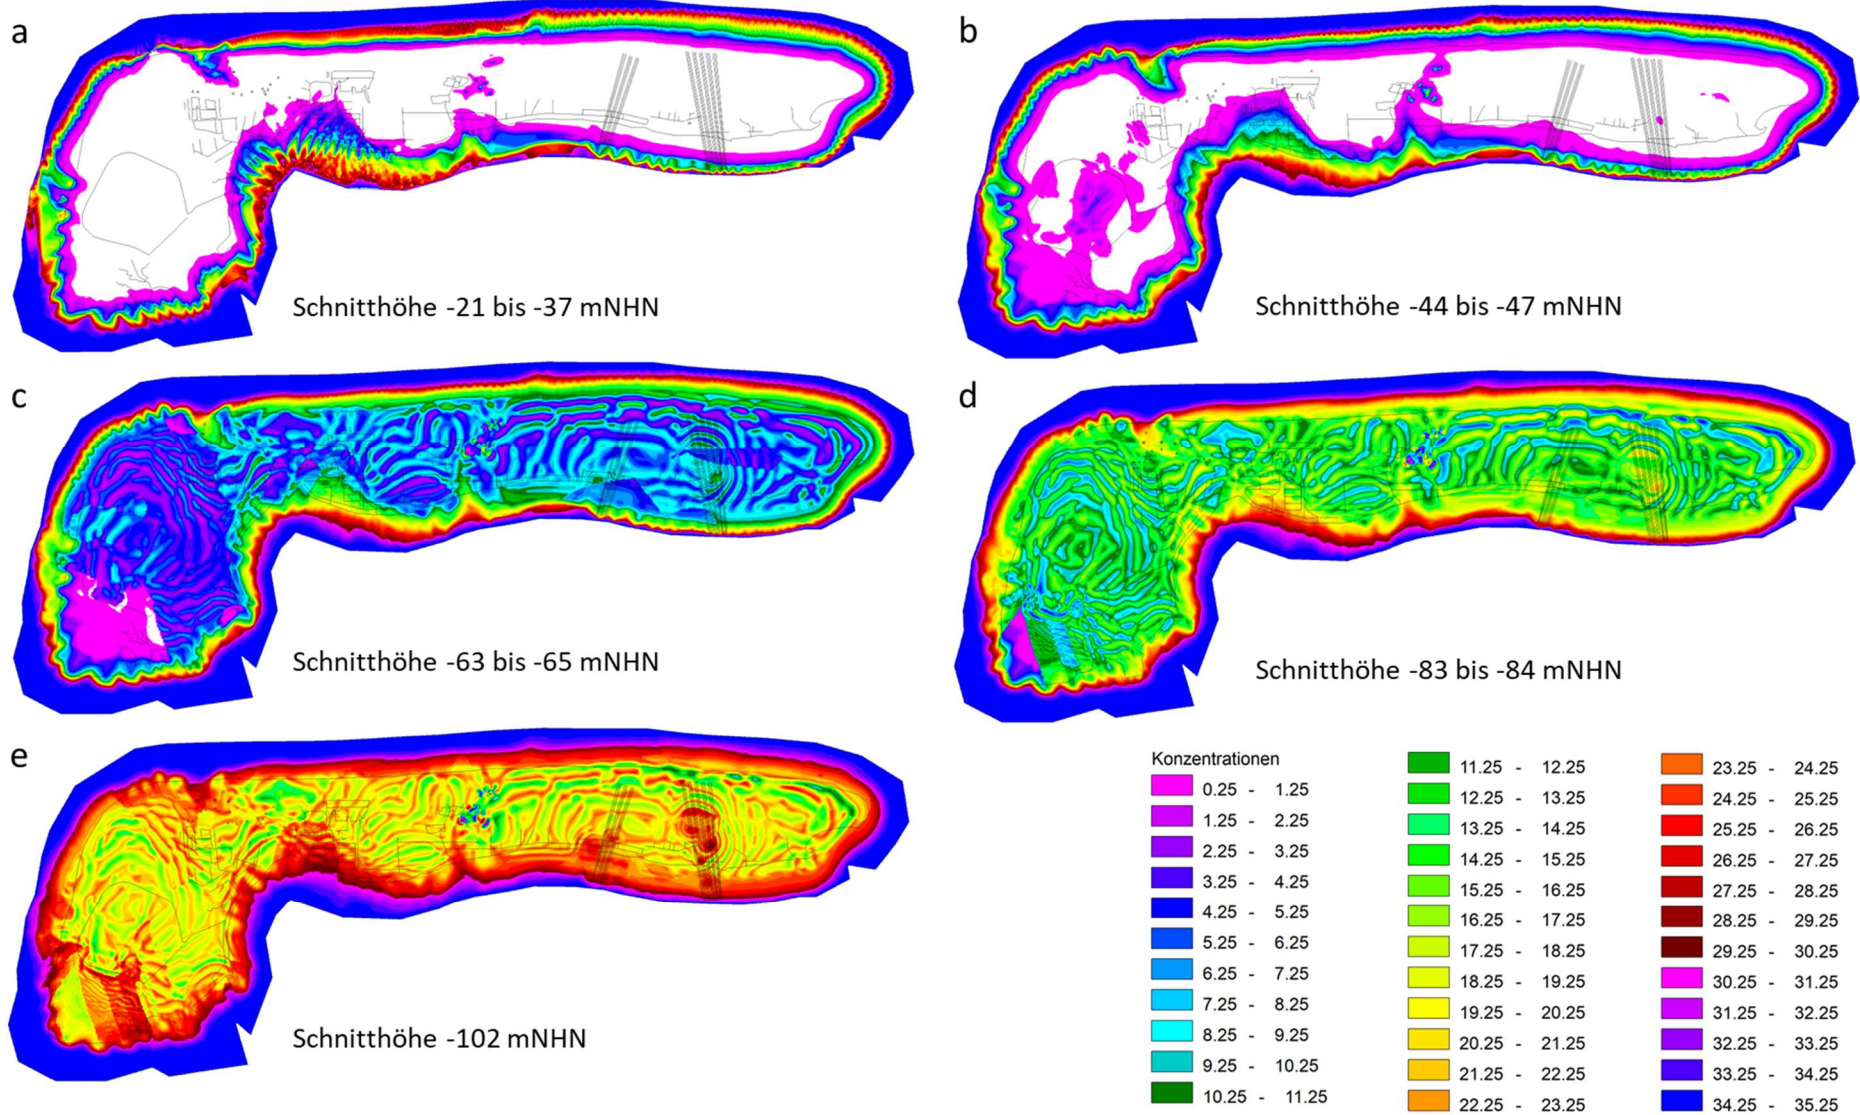 a
b
Schnitthöhe -21 bis -37 mNHN
Schnitthöhe -44 bis -47 mNHN
c
d
Schnitthöhe -63 bis -65 mNHN
Schnitthöhe -83 bis -84 mNHN
e
Schnitthöhe -102 mNHN
Konzentrationen
0.25 - 1.25
1.25 - 2.25
2.25 - 3.25
3.25 - 4.25
4.25 - 5.25
5.25 - 6.25
6.25 - 7.25
7.25 - 8.25
8.25 - 9.25
9.25 - 10.25
10.25 - 11.25
11.25 - 12.25
12.25 - 13.25
13.25 - 14.25
14.25 - 15.25
15.25 - 16.25
16.25 - 17.25
17.25 - 18.25
18.25 - 19.25
19.25 - 20.25
20.25 - 21.25
21.25 - 22.25
22.25 - 23.25
23.25 - 24.25
24.25 - 25.25
25.25 - 26.25
26.25 - 27.25
27.25 - 28.25
28.25 - 29.25
29.25 - 30.25
30.25 - 31.25
31.25 - 32.25
32.25 - 33.25
33.25 - 34.25
34.25 - 35.25